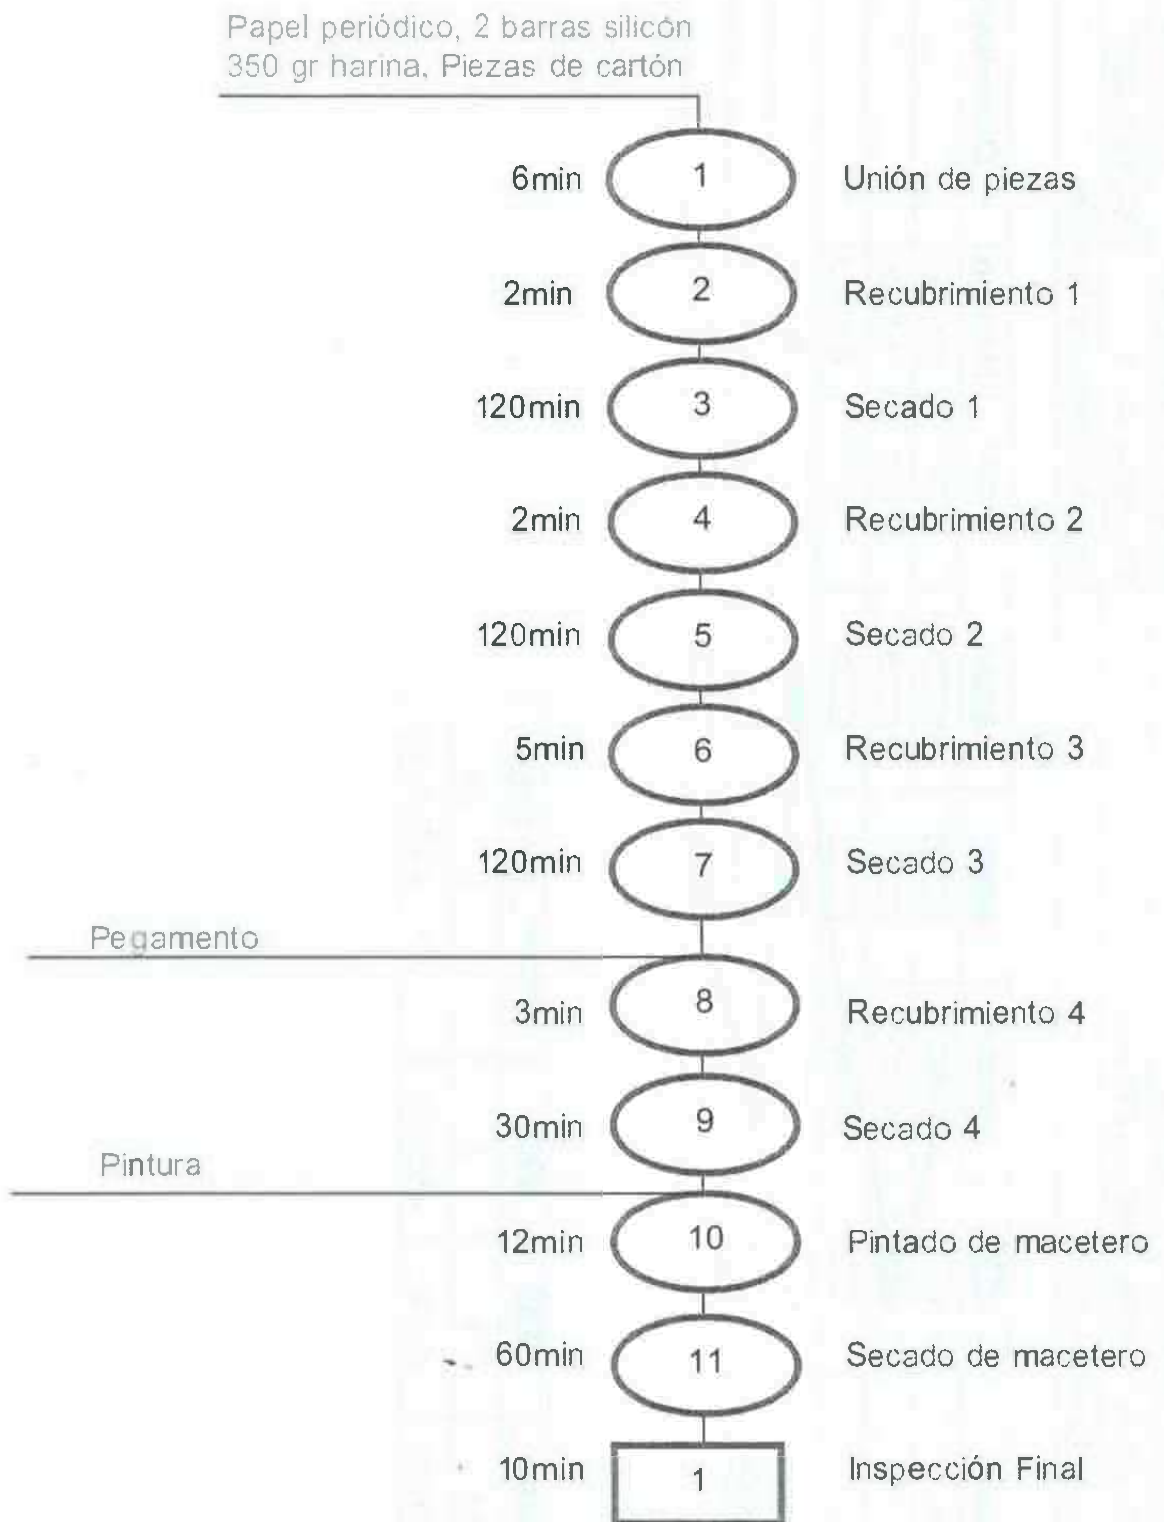 Papel periódico, 2 barras silicón
350 gr harina, Piezas de cartón
6min 1 Unión de piezas
2min 2 Recubrimiento 1
120min 3 Secado 1
2min 4 Recubrimiento 2
120min 5 Secado 2
5min 6 Recubrimiento 3
120min 7 Secado 3
Pegamento
3min 8 Recubrimiento 4
30min 9 Secado 4
Pintura
12min 10 Pintado de macetero
60min 11 Secado de macetero
10min 1 Inspección Final